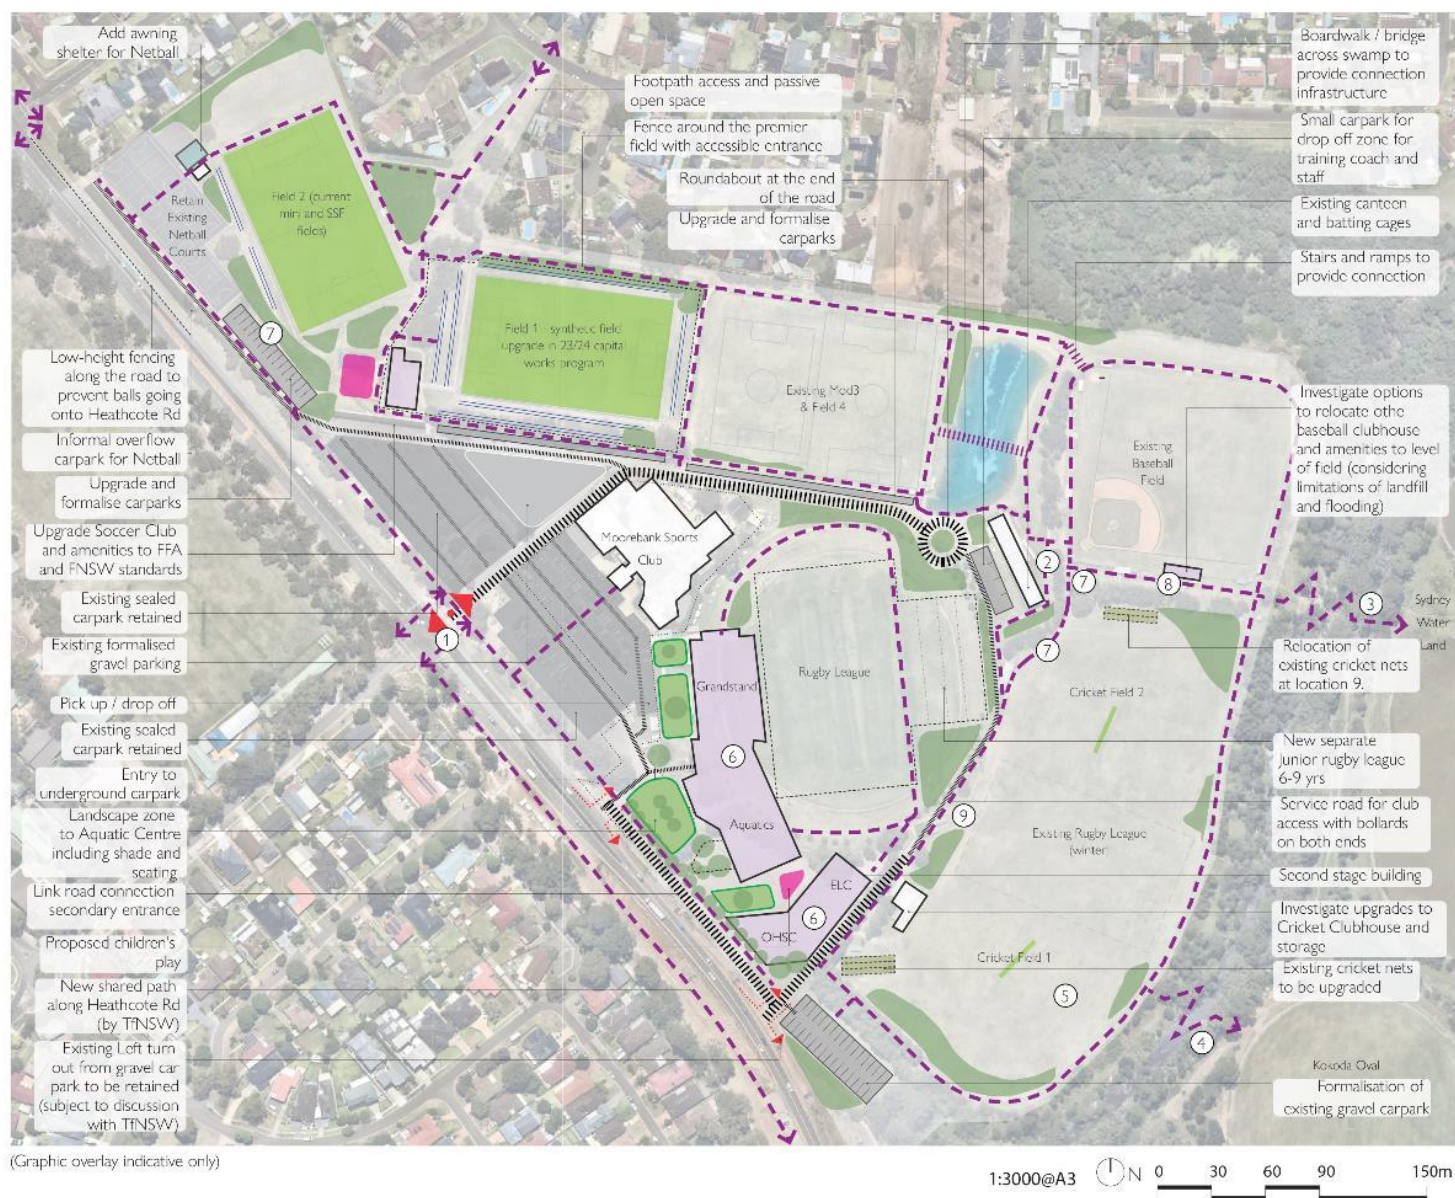 Add awning
shelter for Netball
Low-height fencing
along the road to
prevent balls going
onto Heathcote Rd
Informal overflow
carpark for Netball
Upgrade and
formalise carparks
Upgrade Soccer Club
and amenities to FFA
and FNSW standards
Existing sealed
carpark retained
Existing formalised
gravel parking
Pick up / drop off
Existing sealed
carpark retained
Entry to
underground carpark
Landscape zone
to Aquatic Centre
including shade and
seating
Link road connection
secondary entrance
Proposed children's
play
New shared path
along Heathcote Rd
(by TfNSW)
Existing Left turn
out from gravel car
park to be retained
(subject to discussion
with TfNSW)
Footpath access and passive
open space
Fence around the premier
field with accessible entrance
Roundabout at the end
of the road
Upgrade and formalise
carparks
Boardwalk / bridge
across swamp to
provide connection
infrastructure
Small carpark for
drop off zone for
training coach and
staff
Existing canteen
and batting cages
Stairs and ramps to
provide connection
Investigate options
to relocate othe
baseball clubhouse
and amenities to level
of field (considering
limitations of landfill
and flooding)
Relocation of
existing cricket nets
at location 9.
New separate
Junior rugby league
6-9 yrs
Service road for club
access with bollards
on both ends
Second stage building
Investigate upgrades to
Cricket Clubhouse and
storage
Existing cricket nets
to be upgraded
Kokoda Oval
Formalisation of
existing gravel carpark
Retain
Existing
Netball
Courts
Field 2 (current
mini and SSF
fields)
7
Field 1 - synthetic field
upgrade in 23/24 capital
works program
Existing Mod3
& Field 4
Existing
Baseball
Field
Moorebank Sports
Club
1
2
7
8
3
Sydney
Water
Land
7
Rugby League
Grandstand
6
Aquatics
Cricket Field 2
9
Existing Rugby League
(winter)
ELC
6
OHSC
Cricket Field 1
5
4
(Graphic overlay indicative only)
1:3000@A3
N
0 30 60 90 150m